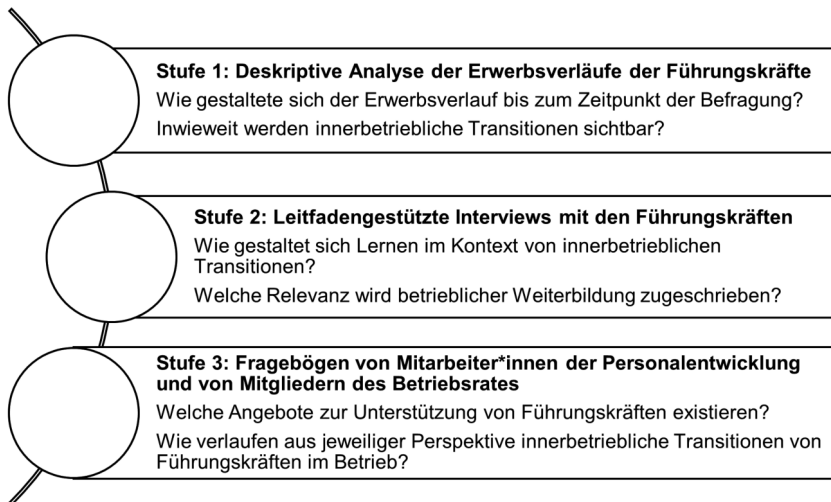 Stufe 1: Deskriptive Analyse der Erwerbsverläufe der Führungskräfte
Wie gestaltete sich der Erwerbsverlauf bis zum Zeitpunkt der Befragung?
Inwieweit werden innerbetriebliche Transitionen sichtbar?
Stufe 2: Leitfadengestützte Interviews mit den Führungskräften
Wie gestaltet sich Lernen im Kontext von innerbetrieblichen
Transitionen?
Welche Relevanz wird betrieblicher Weiterbildung zugeschrieben?
Stufe 3: Fragebögen von Mitarbeiter*innen der Personalentwicklung
und von Mitgliedern des Betriebsrates
Welche Angebote zur Unterstützung von Führungskräften existieren?
Wie verlaufen aus jeweiliger Perspektive innerbetriebliche Transitionen von
Führungskräften im Betrieb?